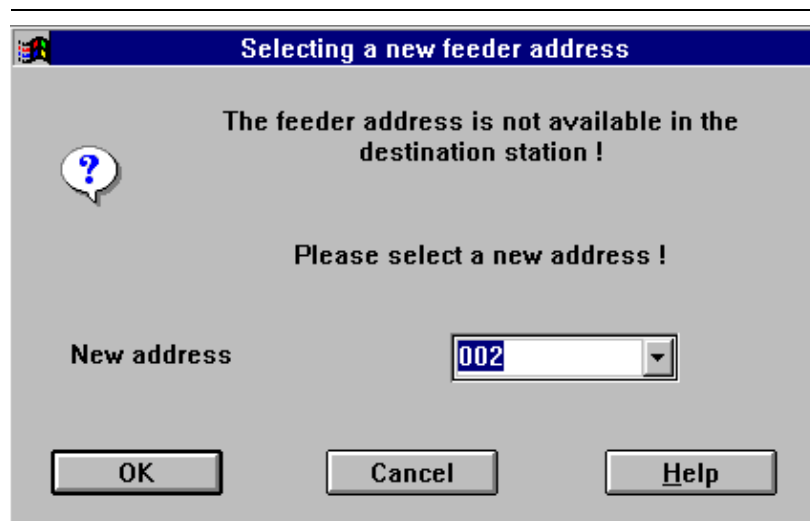 Selecting a new feeder address
The feeder address is not available in the
destination station !
?
Please select a new address !
New address
002
OK
Cancel
Help